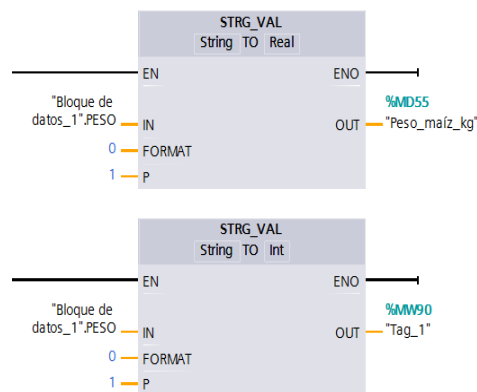 STRG_VAL
String TO Real
EN ENO
"Bloque de
datos_1".PESO
IN
%MD55
OUT "Peso_maíz_kg"
0 FORMAT
1 P
STRG_VAL
String TO Int
EN ENO
"Bloque de
datos_1".PESO
IN
%MW90
OUT "Tag_1"
0 FORMAT
1 P